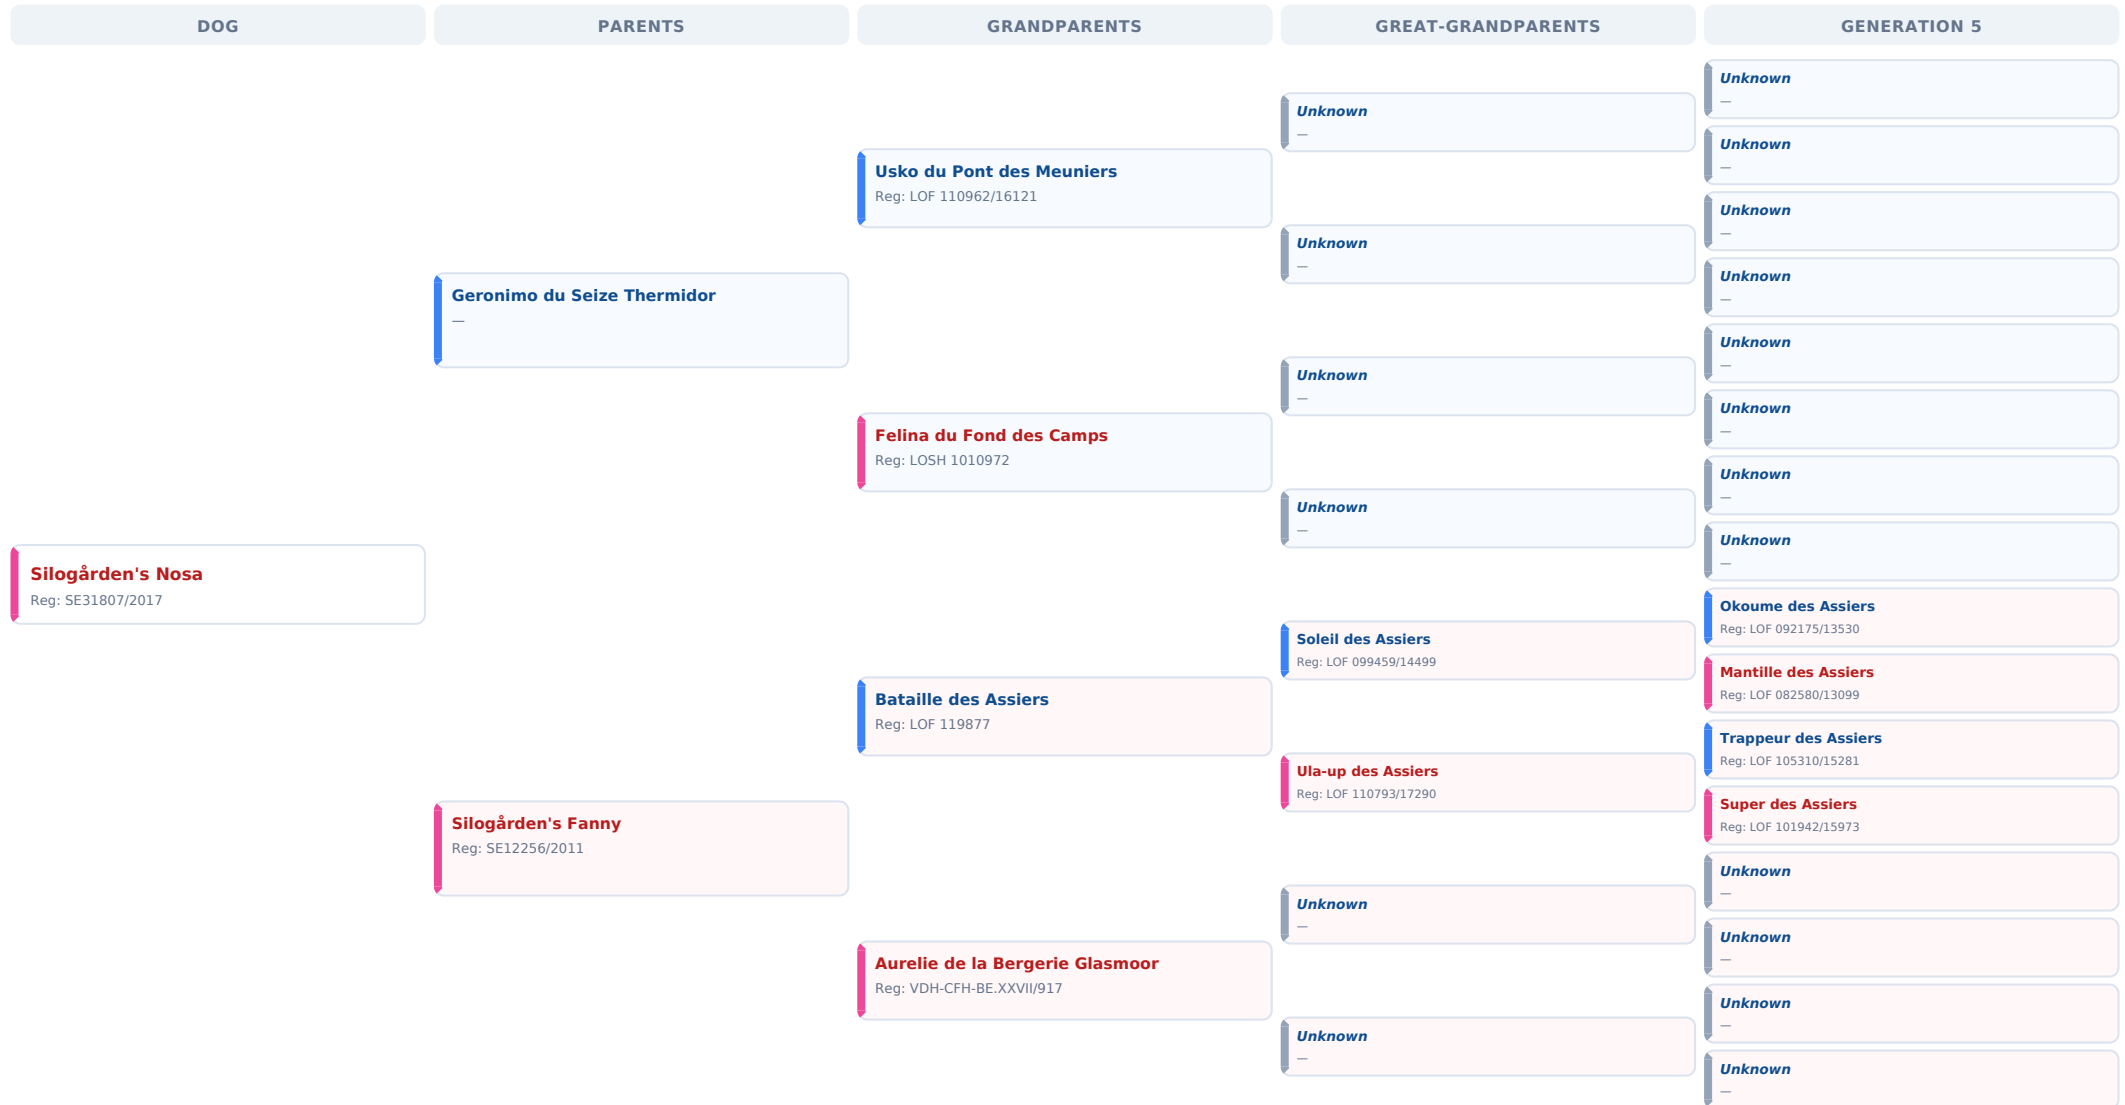 DOG
PARENTS
GRANDPARENTS
GREAT-GRANDPARENTS
GENERATION 5
Silogården's Nosa
Reg: SE31807/2017
Geronimo du Seize Thermidor
—
Silogården's Fanny
Reg: SE12256/2011
Usko du Pont des Meuniers
Reg: LOF 110962/16121
Felina du Fond des Camps
Reg: LOSH 1010972
Bataille des Assiers
Reg: LOF 119877
Aurelie de la Bergerie Glasmoor
Reg: VDH-CFH-BE.XXVII/917
Unknown
—
Unknown
—
Unknown
—
Unknown
—
Soleil des Assiers
Reg: LOF 099459/14499
Ula-up des Assiers
Reg: LOF 110793/17290
Unknown
—
Unknown
—
Unknown
—
Unknown
—
Unknown
—
Unknown
—
Unknown
—
Unknown
—
Unknown
—
Unknown
—
Okoume des Assiers
Reg: LOF 092175/13530
Mantille des Assiers
Reg: LOF 082580/13099
Trappeur des Assiers
Reg: LOF 105310/15281
Super des Assiers
Reg: LOF 101942/15973
Unknown
—
Unknown
—
Unknown
—
Unknown
—